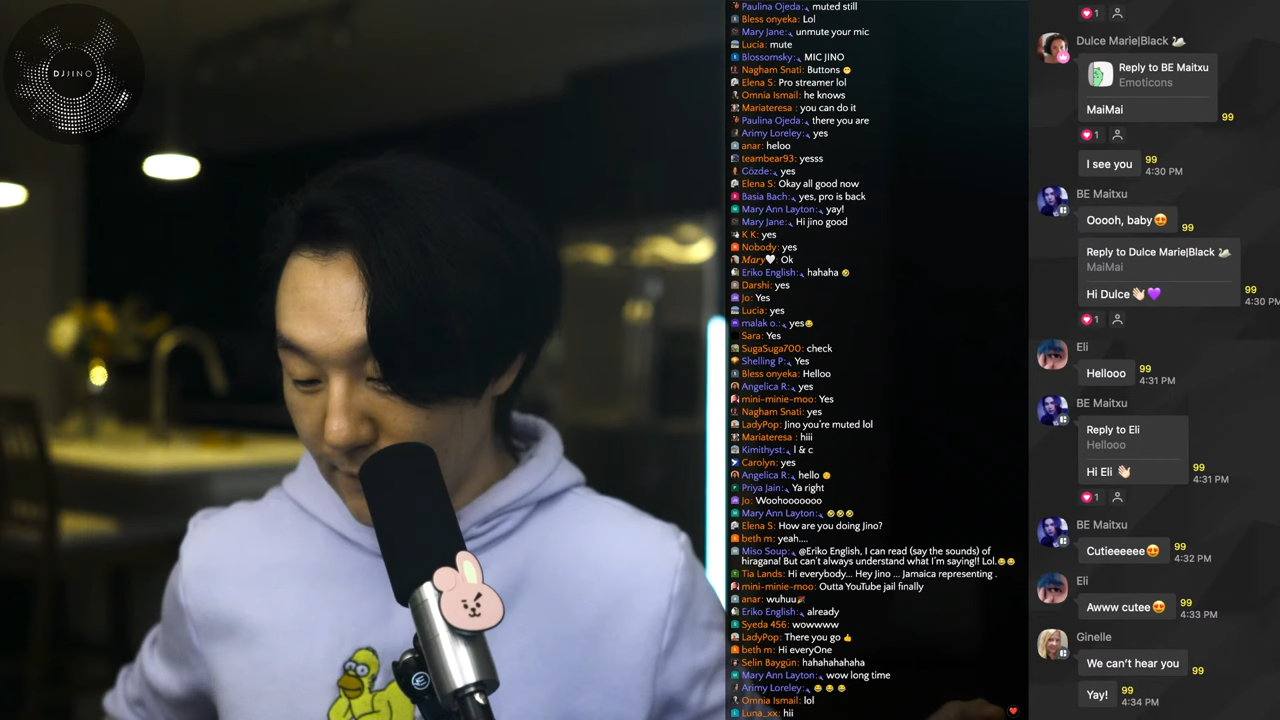 DJJINO
Paulina Ojeda: muted still
Bless onyeka: Lol
Mary Jane: unmute your mic
Lucia: mute
Blossomsky: MIC JINO
Nagham Snati: Buttons 😁
Elena S: Pro streamer lol
Omnia Ismail: he knows
Mariateresa : you can do it
Paulina Ojeda: there you are
Arimy Loreley: yes
anar: heloo
teambear93: yesss
Gözde: yes
Elena S: Okay all good now
Basia Bach: yes, pro is back
Mary Ann Layton: yay!
Mary Jane: Hi jino good
K K: yes
Nobody: yes
Mary🤍: Ok
Eriko English: hahaha 🤣
Darshi: yes
Jo: Yes
Lucia: yes
malak o.: yes😂
Sara: Yes
SugaSuga700: check
Shelling P: Yes
Bless onyeka: Helloo
Angelica R: yes
mini-minie-moo: Yes
Nagham Snati: yes
LadyPop: Jino you're muted lol
Mariateresa : hiii
Kimithyst: l & c
Carolyn: yes
Angelica R: hello
Priya Jain: Ya right
Jo: Woohooooooo
Mary Ann Layton: 🤣🤣🤣
Elena S: How are you doing Jino?
beth m: yeah....
Miso Soup: @Eriko English, I can read (say the sounds) of
hiragana! But can't always understand what I'm saying!! Lol.😂😂
Tia Lands: Hi everybody... Hey Jino ... Jamaica representing .
mini-minie-moo: Outta YouTube jail finally
anar: wuhuu🎉
Eriko English: already
Syeda 456: wowwww
LadyPop: There you go 👍
beth m: Hi everyOne
Selin Baygün: hahahahahaha
Mary Ann Layton: wow long time
Arimy Loreley: 😂 😂 😂
Omnia Ismail: lol
Luna_xx: hii
1
Dulce Marie|Black 🦢
Reply to BE Maitxu
Emoticons
MaiMai
99
1
I see you
99
4:30 PM
BE Maitxu
Ooooh, baby😍
99
Reply to Dulce Marie|Black 🦢
MaiMai
Hi Dulce👋🏻💜
99
4:30 PM
1
Eli
Hellooo
99
4:31 PM
BE Maitxu
Reply to Eli
Hellooo
Hi Eli 👋🏻
99
4:31 PM
1
BE Maitxu
Cutieeeeee😍
99
4:32 PM
Eli
Awww cutee😍
99
4:33 PM
Ginelle
We can't hear you
99
Yay!
99
4:34 PM